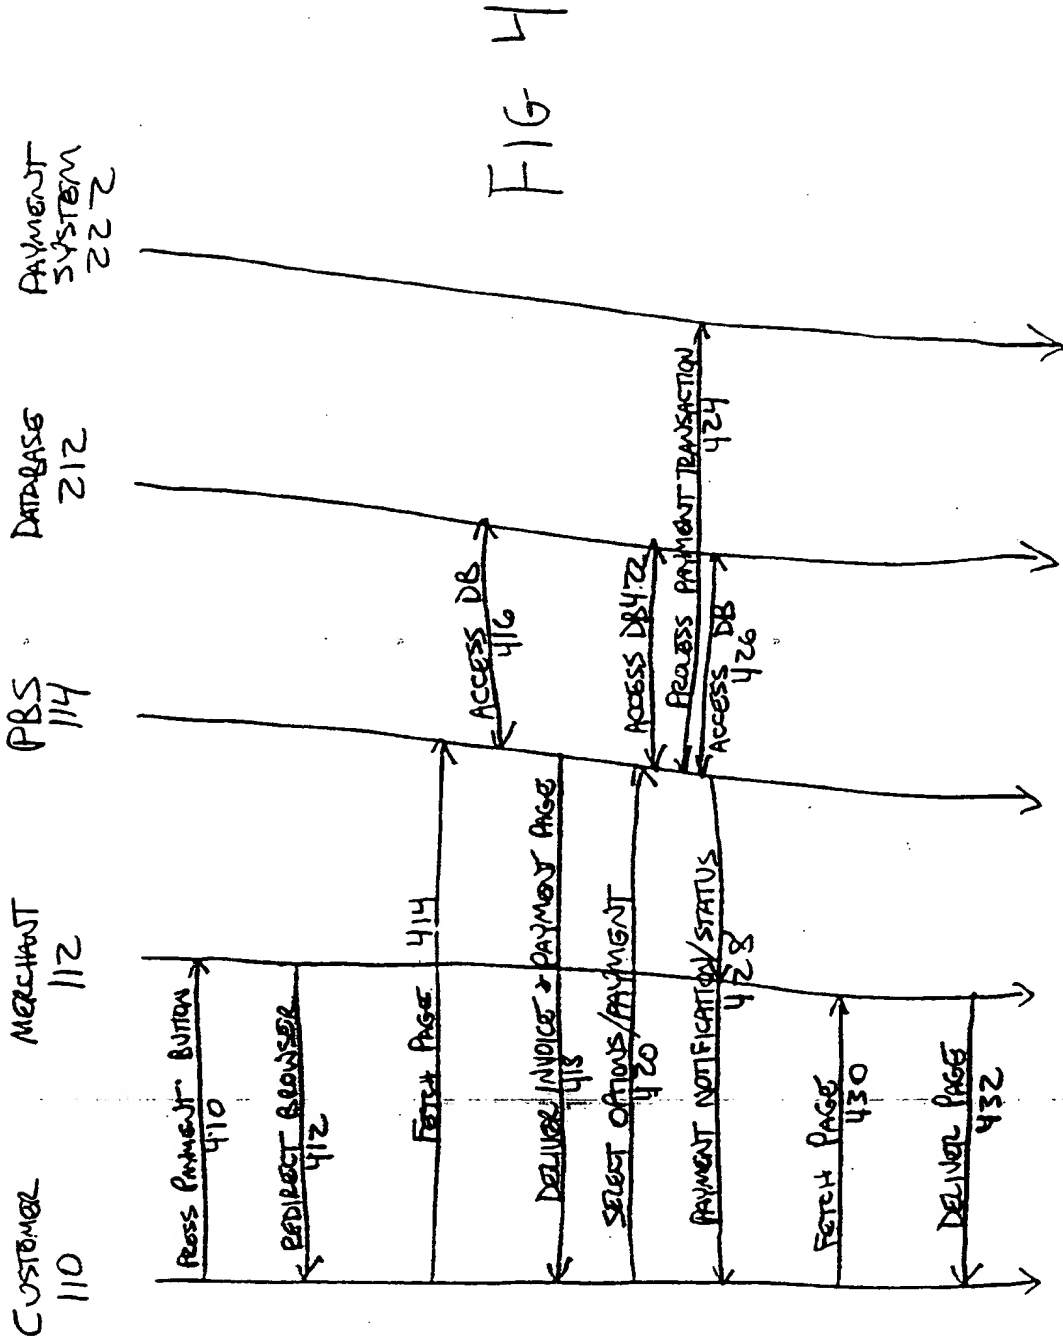 CUSTOMER
110
MERCHANT
112
PBS
114
DATABASE
212
PAYMENT
SYSTEM
222
PRESS PAYMENT BUTTON
410
REDIRECT BROWSER
412
FETCH PAGE 414
ACCESS DB
416
DELIVER INVOICE & PAYMENT PAGE
418
SELECT OPTIONS/PAYMENT
420
ACCESS DB 422
PROCESS PAYMENT TRANSACTION
424
ACCESS DB
426
PAYMENT NOTIFICATION/STATUS
428
FETCH PAGE
430
DELIVER PAGE
432
FIG 4